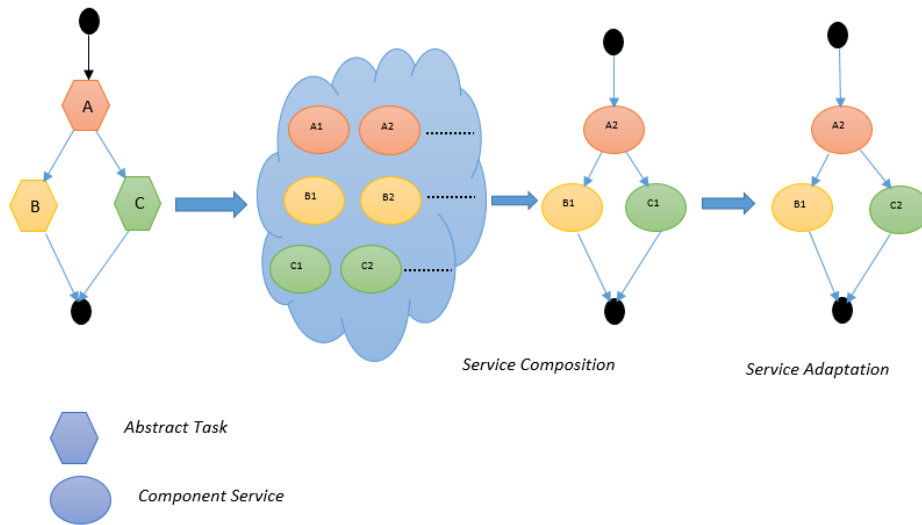 A
B
C
A1
A2
B1
B2
C1
C2
A2
B1
C1
A2
B1
C2
Service Composition
Service Adaptation
Abstract Task
Component Service